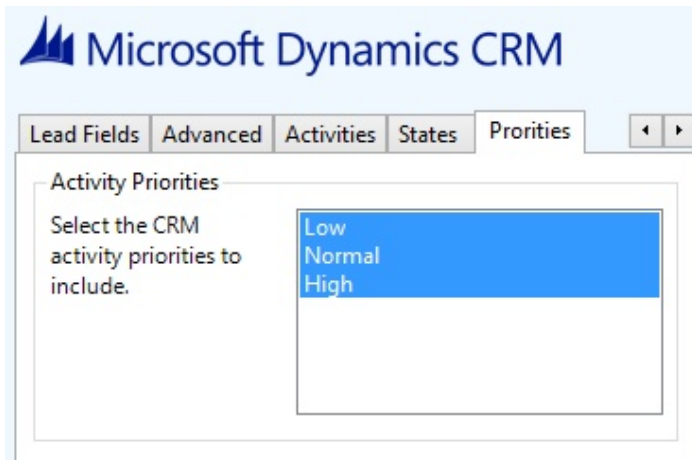 Microsoft Dynamics CRM
Lead Fields Advanced Activities States Prorities
Activity Priorities
Select the CRM
activity priorities to
include.
Low
Normal
High